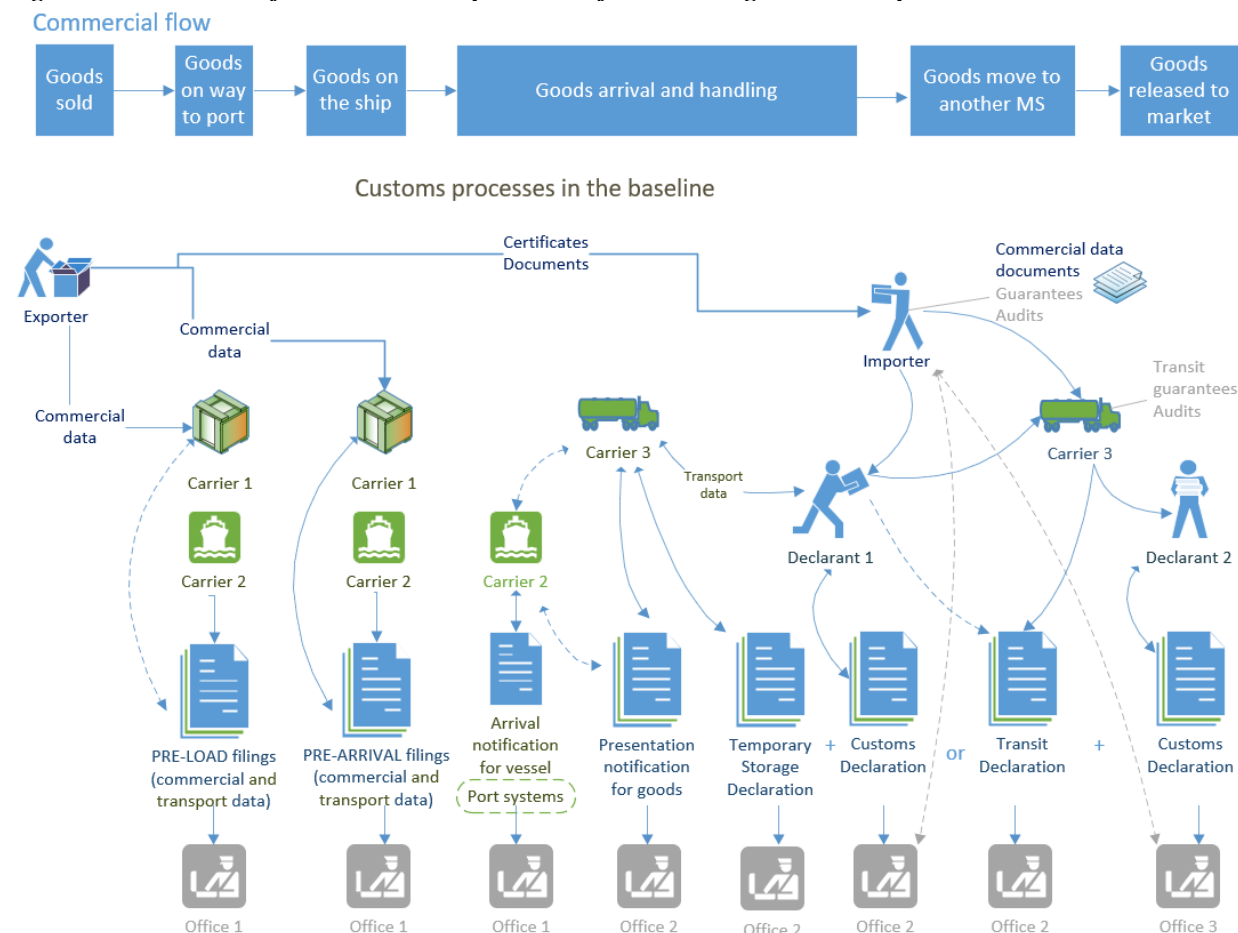 Commercial flow
Goods
sold
Goods
on way
to port
Goods on
the ship
Goods arrival and handling
Goods move to
another MS
Goods
released to
market
Customs processes in the baseline
Certificates
Documents
Commercial data
documents
Guarantees
Audits
Exporter
Commercial
data
Importer
Transit
guarantees
Audits
Commercial
data
Carrier 1
Carrier 1
Carrier 3
Transport
data
Carrier 3
Carrier 2
Carrier 2
Carrier 2
Declarant 1
Declarant 2
PRE-LOAD filings
(commercial and
transport data)
PRE-ARRIVAL filings
(commercial and
transport data)
Arrival
notification
for vessel
Port systems
Presentation
notification
for goods
Temporary
Storage
Declaration
+
Customs
Declaration
or
Transit
Declaration
+
Customs
Declaration
Office 1
Office 1
Office 1
Office 2
Office 2
Office 2
Office 2
Office 3